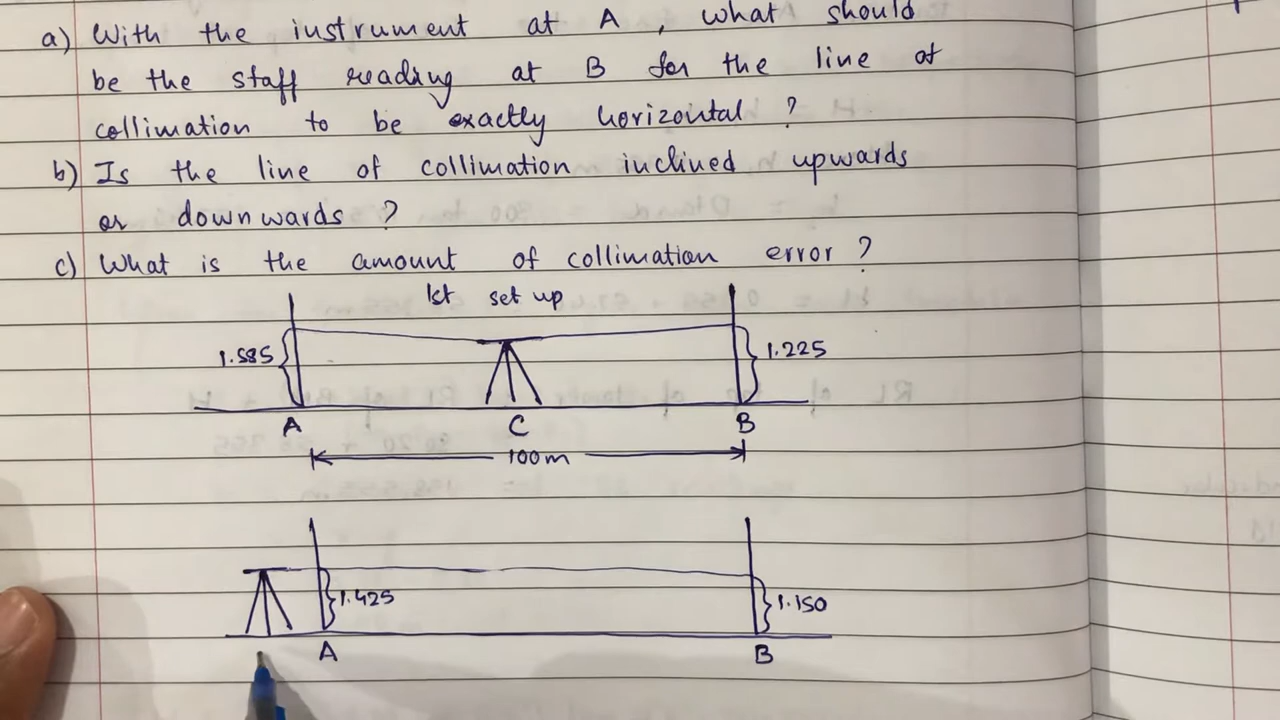 a) With the instrument at A, what should
be the staff reading at B for the line of
collimation to be exactly horizontal?
b) Is the line of collimation inclined upwards
or downwards?
c) What is the amount of collimation error?
1st set up
1.585
1.225
A
C
B
100m
1.425
1.150
A
B